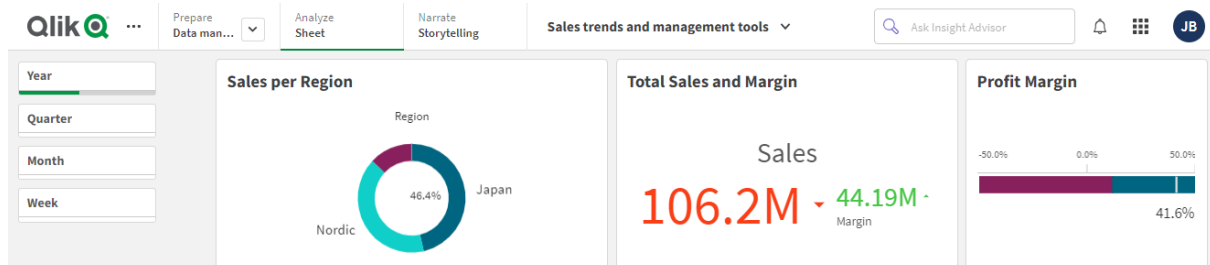 Qlik
Prepare
Data man...
Analyze
Sheet
Narrate
Storytelling
Sales trends and management tools
Ask Insight Advisor
JB
Year
Quarter
Month
Week
Sales per Region
Region
46.4%
Japan
Nordic
Total Sales and Margin
Sales
106.2M
44.19M
Margin
Profit Margin
-50.0%
0.0%
50.0%
41.6%